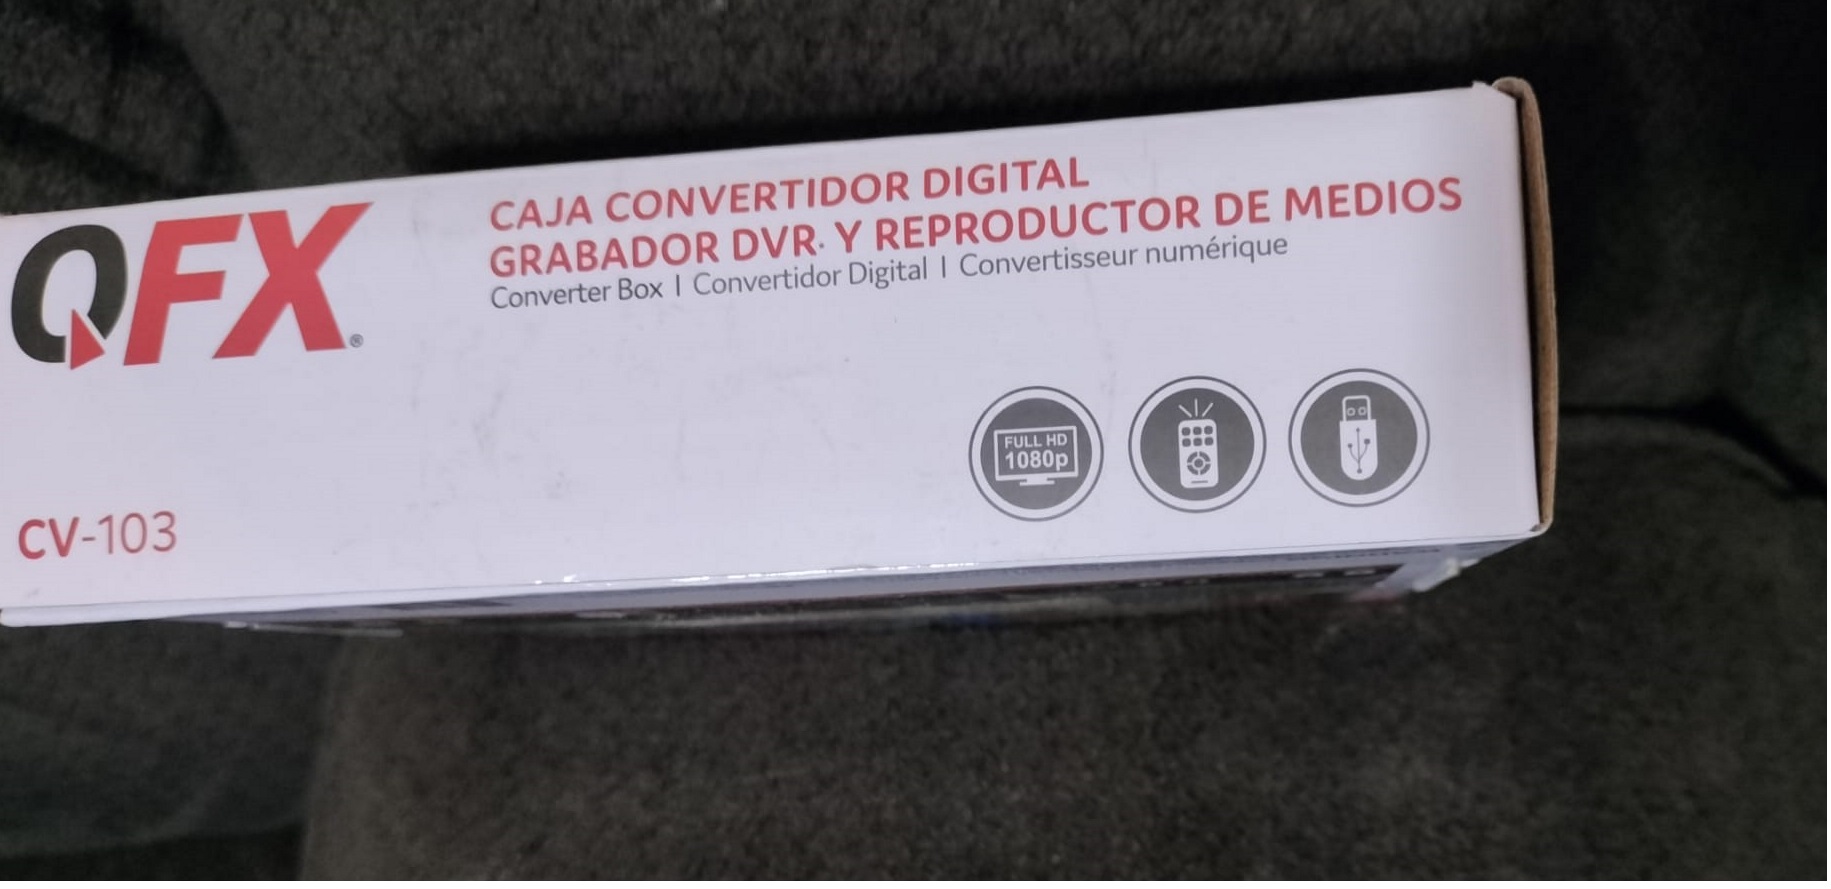 QFX®
CAJA CONVERTIDOR DIGITAL
GRABADOR DVR· Y REPRODUCTOR DE MEDIOS
Converter Box | Convertidor Digital | Convertisseur numérique
FULL HD
1080p
CV-103